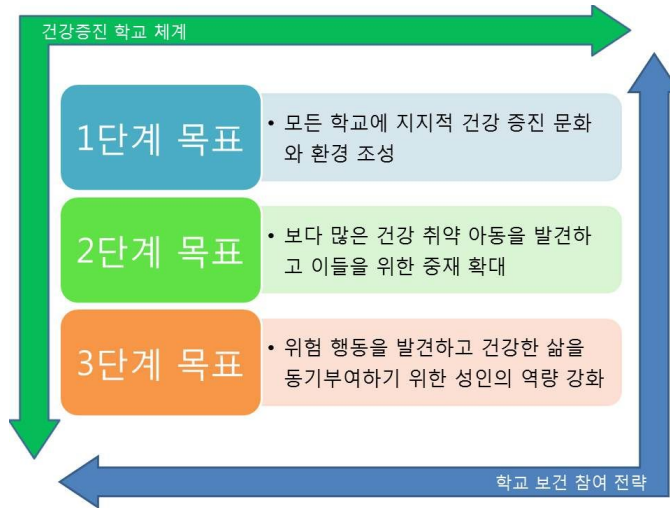 건강증진 학교 체계
1단계 목표
• 모든 학교에 지지적 건강 증진 문화
와 환경 조성
2단계 목표
• 보다 많은 건강 취약 아동을 발견하
고 이들을 위한 중재 확대
3단계 목표
• 위험 행동을 발견하고 건강한 삶을
동기부여하기 위한 성인의 역량 강화
학교 보건 참여 전략